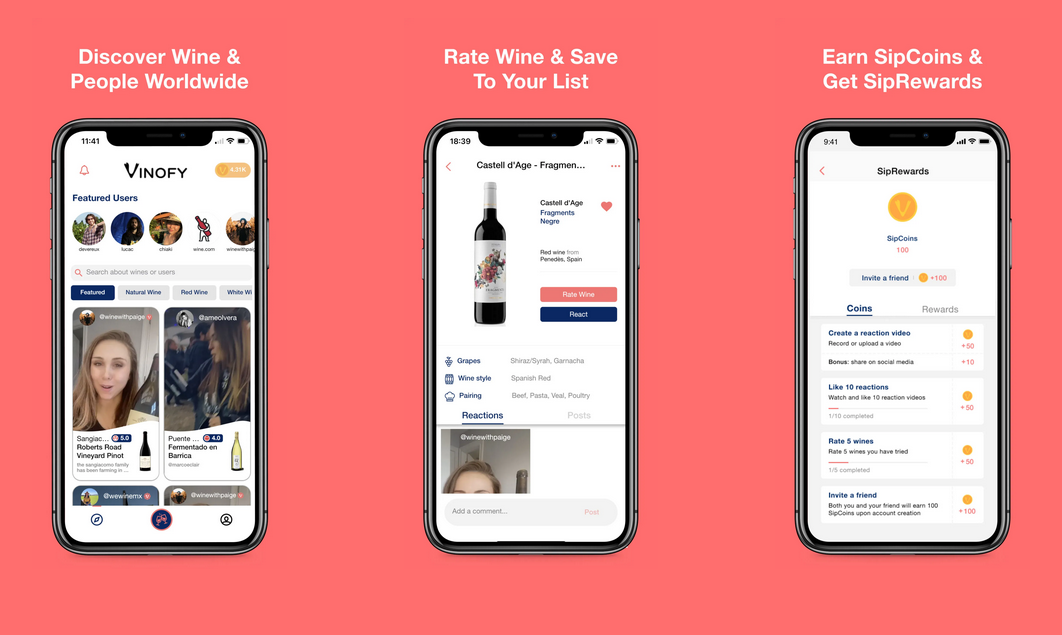 Discover Wine &
People Worldwide
11:41
VINOFY
4.31K
Featured Users
devereux
lucac
chiaki
wine.com
winewithpai
Search about wines or users
Featured
Natural Wine
Red Wine
White Wi
@winewithpaige
@ameolvera
Sangiac... 5.0
Roberts Road
Vineyard Pinot
the sangiacomo family
has been farming in ...
Puente ... 4.0
Fermentado en
Barrica
@marcosclair
@wewinemx
@winewithpaige
Rate Wine & Save
To Your List
18:39
Castell d'Age - Fragmen...
Castell d'Age
Fragments
Negre
Red wine from
Penedès, Spain
Rate Wine
React
Grapes Shiraz/Syrah, Garnacha
Wine style Spanish Red
Pairing Beef, Pasta, Veal, Poultry
Reactions Posts
@winewithpaige
Add a comment... Post
Earn SipCoins &
Get SipRewards
9:41
SipRewards
SipCoins
100
Invite a friend +100
Coins Rewards
Create a reaction video
Record or upload a video
+50
Bonus: share on social media +10
Like 10 reactions
Watch and like 10 reaction videos
+50
1/10 completed
Rate 5 wines
Rate 5 wines you have tried
+50
1/5 completed
Invite a friend
Both you and your friend will earn 100
SipCoins upon account creation
+100